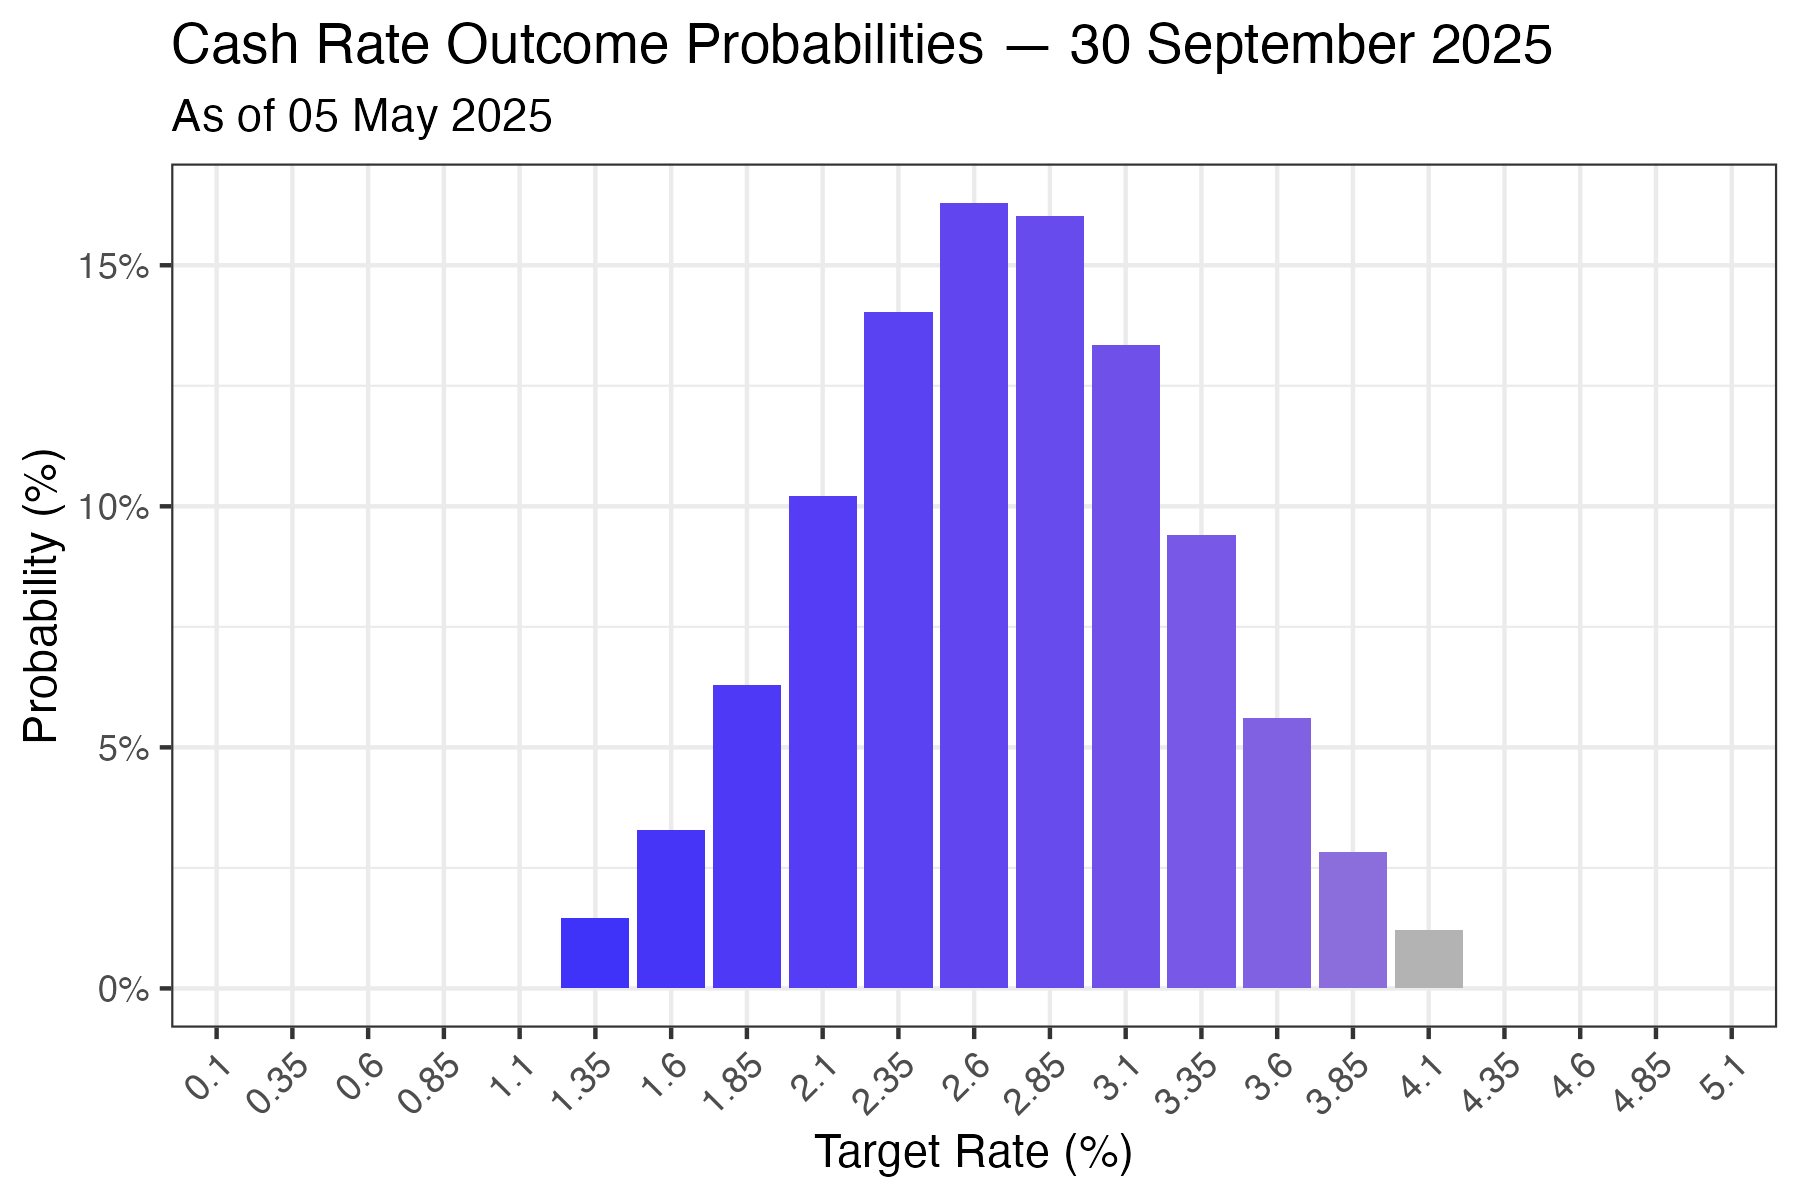 Cash Rate Outcome Probabilities — 30 September 2025
As of 05 May 2025
Probability (%)
15%
10%
5%
0%
0.1 0.35 0.6 0.85 1.1 1.35 1.6 1.85 2.1 2.35 2.6 2.85 3.1 3.35 3.6 3.85 4.1 4.35 4.6 4.85 5.1
Target Rate (%)